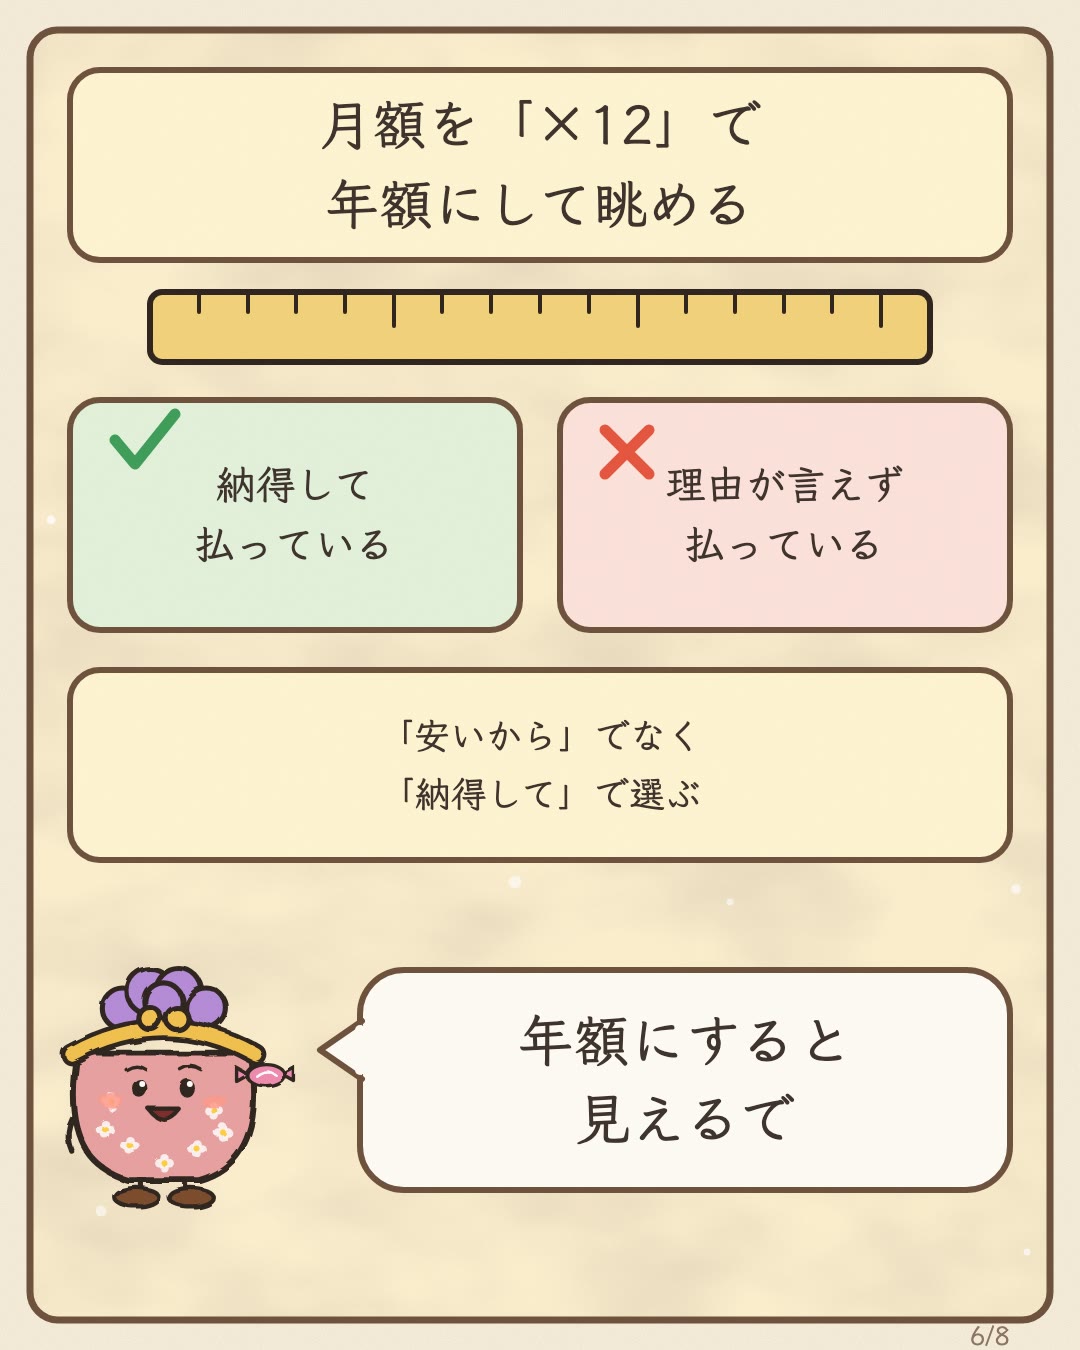 月額を「×12」で
年額にして眺める
納得して
払っている
理由が言えず
払っている
「安いから」でなく
「納得して」で選ぶ
年額にすると
見えるで
6/8